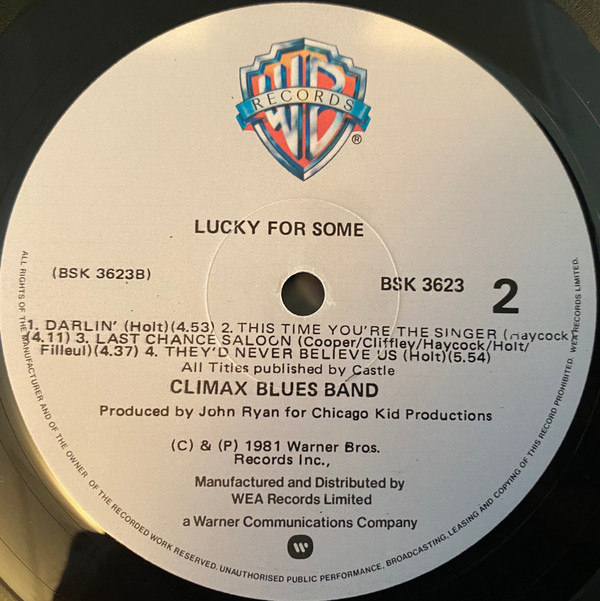 WB
RECORDS
®
LUCKY FOR SOME
(BSK 3623B)
BSK 3623
2
1. DARLIN' (Holt)(4.53) 2. THIS TIME YOU'RE THE SINGER (Haycock)
(4.11) 3. LAST CHANCE SALOON (Cooper/Cliffley/Haycock/Holt/
Filleul)(4.37) 4. THEY'D NEVER BELIEVE US (Holt)(5.54)
All Titles published by Castle
CLIMAX BLUES BAND
Produced by John Ryan for Chicago Kid Productions
(C) & (P) 1981 Warner Bros.
Records Inc.,
Manufactured and Distributed by
WEA Records Limited
a Warner Communications Company
ALL RIGHTS OF THE MANUFACTURER AND OF THE OWNER OF THE RECORDED WORK RESERVED. UNAUTHORISED PUBLIC PERFORMANCE, BROADCASTING, LEASING AND COPYING OF THIS RECORD PROHIBITED. WEA RECORDS LIMITED.